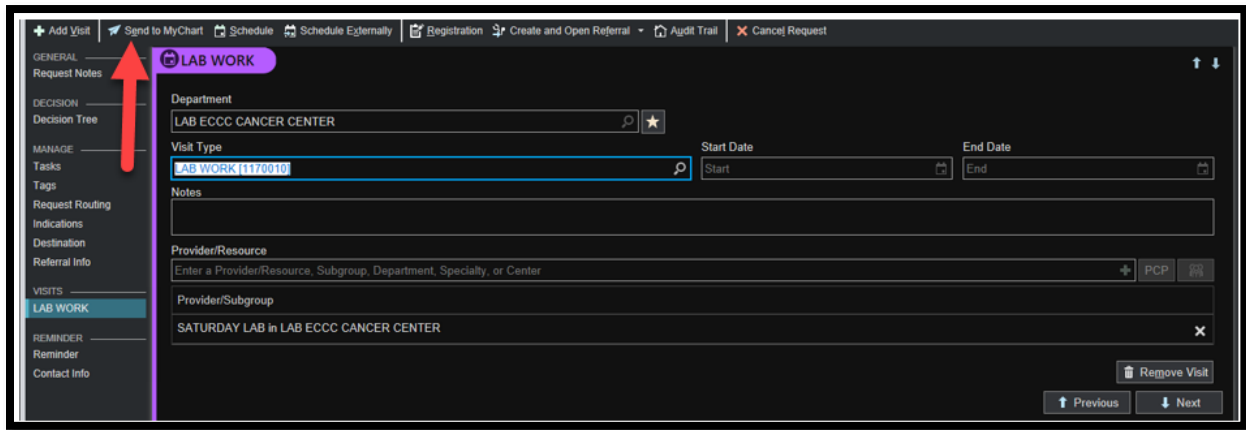 Add Visit Send to MyChart Schedule Schedule Externally Registration Create and Open Referral Audit Trail Cancel Request
GENERAL
Request Notes
DECISION
Decision Tree
MANAGE
Tasks
Tags
Request Routing
Indications
Destination
Referral Info
VISITS
LAB WORK
REMINDER
Reminder
Contact Info
LAB WORK
Department
LAB ECCC CANCER CENTER
Visit Type Start Date End Date
LAB WORK [1170010] Start End
Notes
Provider/Resource
Enter a Provider/Resource, Subgroup, Department, Specialty, or Center PCP
Provider/Subgroup
SATURDAY LAB in LAB ECCC CANCER CENTER
Remove Visit
Previous Next